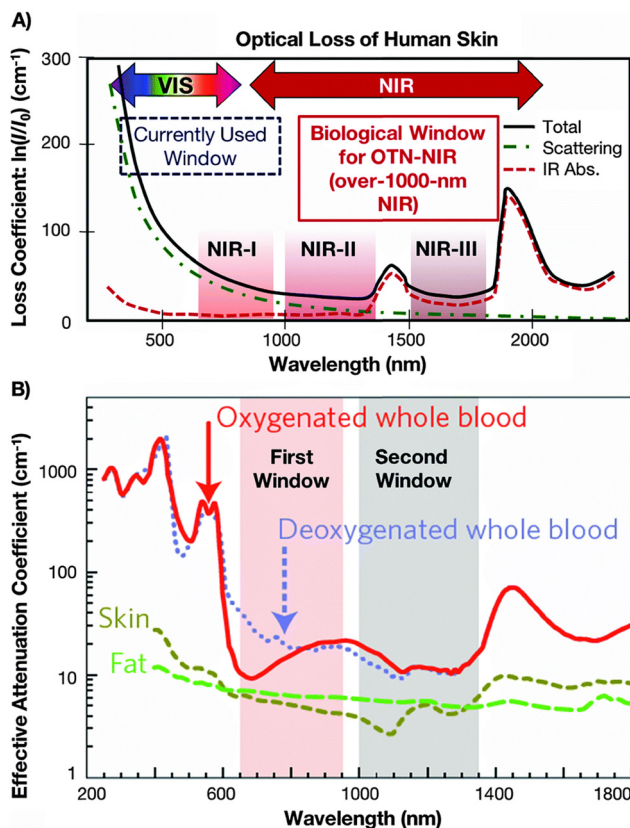 A)
Optical Loss of Human Skin
Loss Coefficient: ln(I/I₀) (cm⁻¹)
300
200
100
0
VIS
NIR
Currently Used
Window
Biological Window
for OTN-NIR
(over-1000-nm
NIR)
Total
Scattering
IR Abs.
NIR-I
NIR-II
NIR-III
500
1000
1500
2000
Wavelength (nm)
B)
Effective Attenuation Coefficient (cm⁻¹)
1000
100
10
1
Oxygenated whole blood
First
Window
Second
Window
Deoxygenated whole blood
Skin
Fat
200
600
1000
1400
1800
Wavelength (nm)